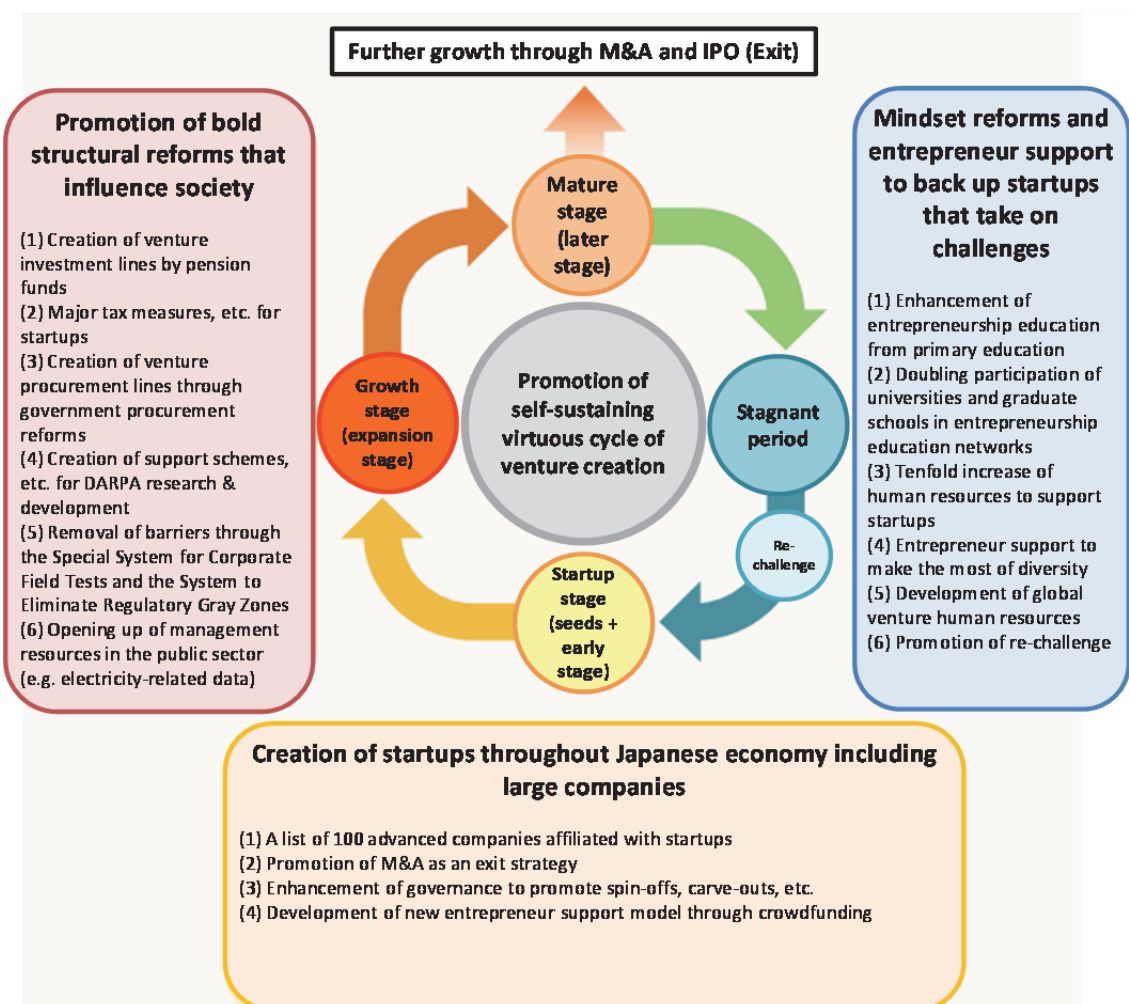 Further growth through M&A and IPO (Exit)
Promotion of bold
structural reforms that
influence society
(1) Creation of venture
investment lines by pension
funds
(2) Major tax measures, etc. for
startups
(3) Creation of venture
procurement lines through
government procurement
reforms
(4) Creation of support schemes,
etc. for DARPA research &
development
(5) Removal of barriers through
the Special System for Corporate
Field Tests and the System to
Eliminate Regulatory Gray Zones
(6) Opening up of management
resources in the public sector
(e.g. electricity-related data)
Mature
stage
(later
stage)
Growth
stage
(expansion
stage)
Promotion of
self-sustaining
virtuous cycle of
venture creation
Stagnant
period
Re-
challenge
Startup
stage
(seeds +
early
stage)
Mindset reforms and
entrepreneur support
to back up startups
that take on
challenges
(1) Enhancement of
entrepreneurship education
from primary education
(2) Doubling participation of
universities and graduate
schools in entrepreneurship
education networks
(3) Tenfold increase of
human resources to support
startups
(4) Entrepreneur support to
make the most of diversity
(5) Development of global
venture human resources
(6) Promotion of re-challenge
Creation of startups throughout Japanese economy including
large companies
(1) A list of 100 advanced companies affiliated with startups
(2) Promotion of M&A as an exit strategy
(3) Enhancement of governance to promote spin-offs, carve-outs, etc.
(4) Development of new entrepreneur support model through crowdfunding